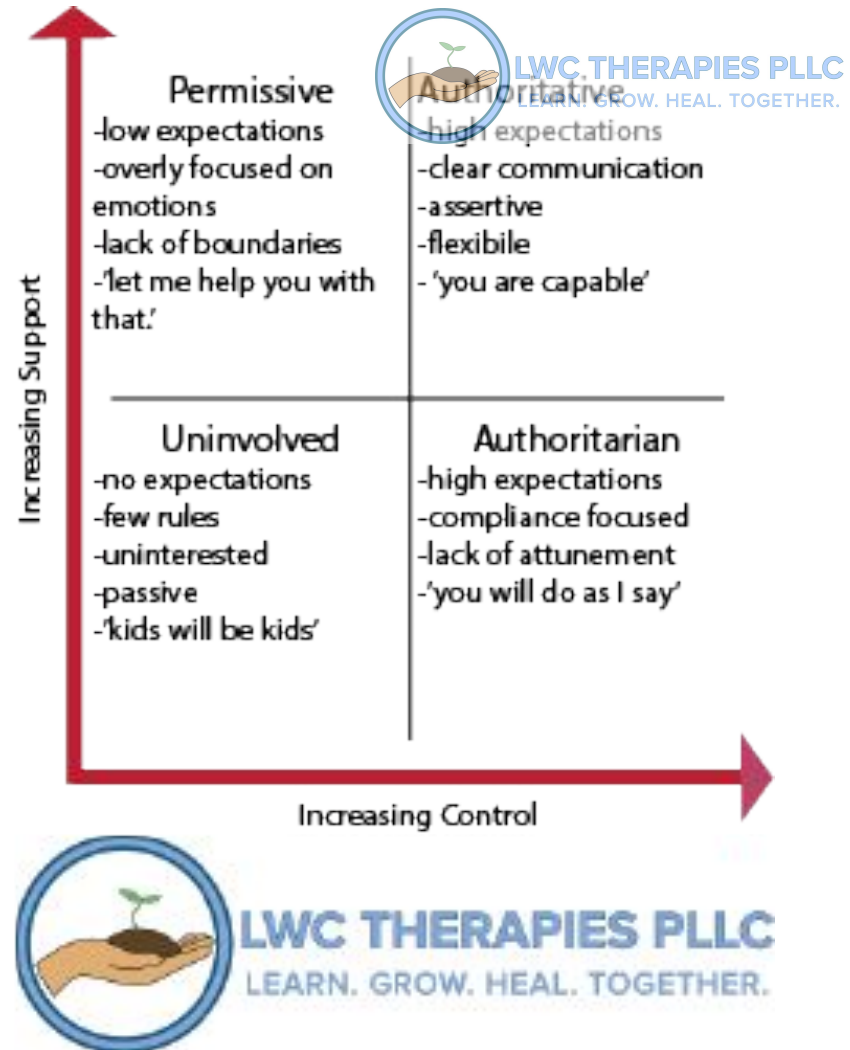 LWC THERAPIES PLLC
LEARN. GROW. HEAL. TOGETHER.
Permissive
-low expectations
-overly focused on
emotions
-lack of boundaries
-'let me help you with
that.'
Authoritative
-high expectations
-clear communication
-assertive
-flexibile
- 'you are capable'
Increasing Support
Uninvolved
-no expectations
-few rules
-uninterested
-passive
-'kids will be kids'
Authoritarian
-high expectations
-compliance focused
-lack of attunement
-'you will do as I say'
Increasing Control
LWC THERAPIES PLLC
LEARN. GROW. HEAL. TOGETHER.